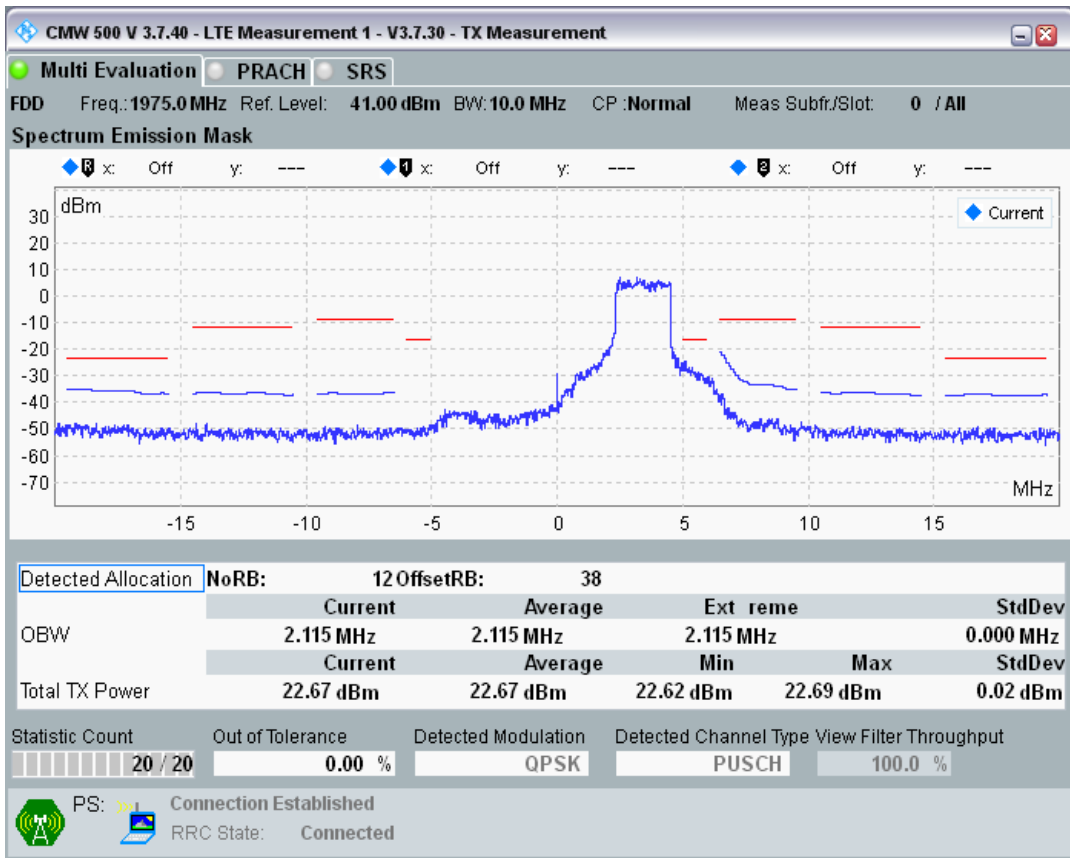 CMW 500 V 3.7.40 - LTE Measurement 1 - V3.7.30 - TX Measurement
Multi Evaluation PRACH SRS
FDD Freq.: 1975.0 MHz Ref. Level: 41.00 dBm BW: 10.0 MHz CP : Normal Meas Subfr./Slot: 0 / All
Spectrum Emission Mask
R x: Off y: --- 1 x: Off y: --- 2 x: Off y: ---
dBm
Current
30
20
10
0
-10
-20
-30
-40
-50
-60
-70
MHz
-15 -10 -5 0 5 10 15
Detected Allocation NoRB: 12 OffsetRB: 38
Current Average Ext reme StdDev
OBW 2.115 MHz 2.115 MHz 2.115 MHz 0.000 MHz
Current Average Min Max StdDev
Total TX Power 22.67 dBm 22.67 dBm 22.62 dBm 22.69 dBm 0.02 dBm
Statistic Count Out of Tolerance Detected Modulation Detected Channel Type View Filter Throughput
20 / 20 0.00 % QPSK PUSCH 100.0 %
PS: Connection Established
RRC State: Connected